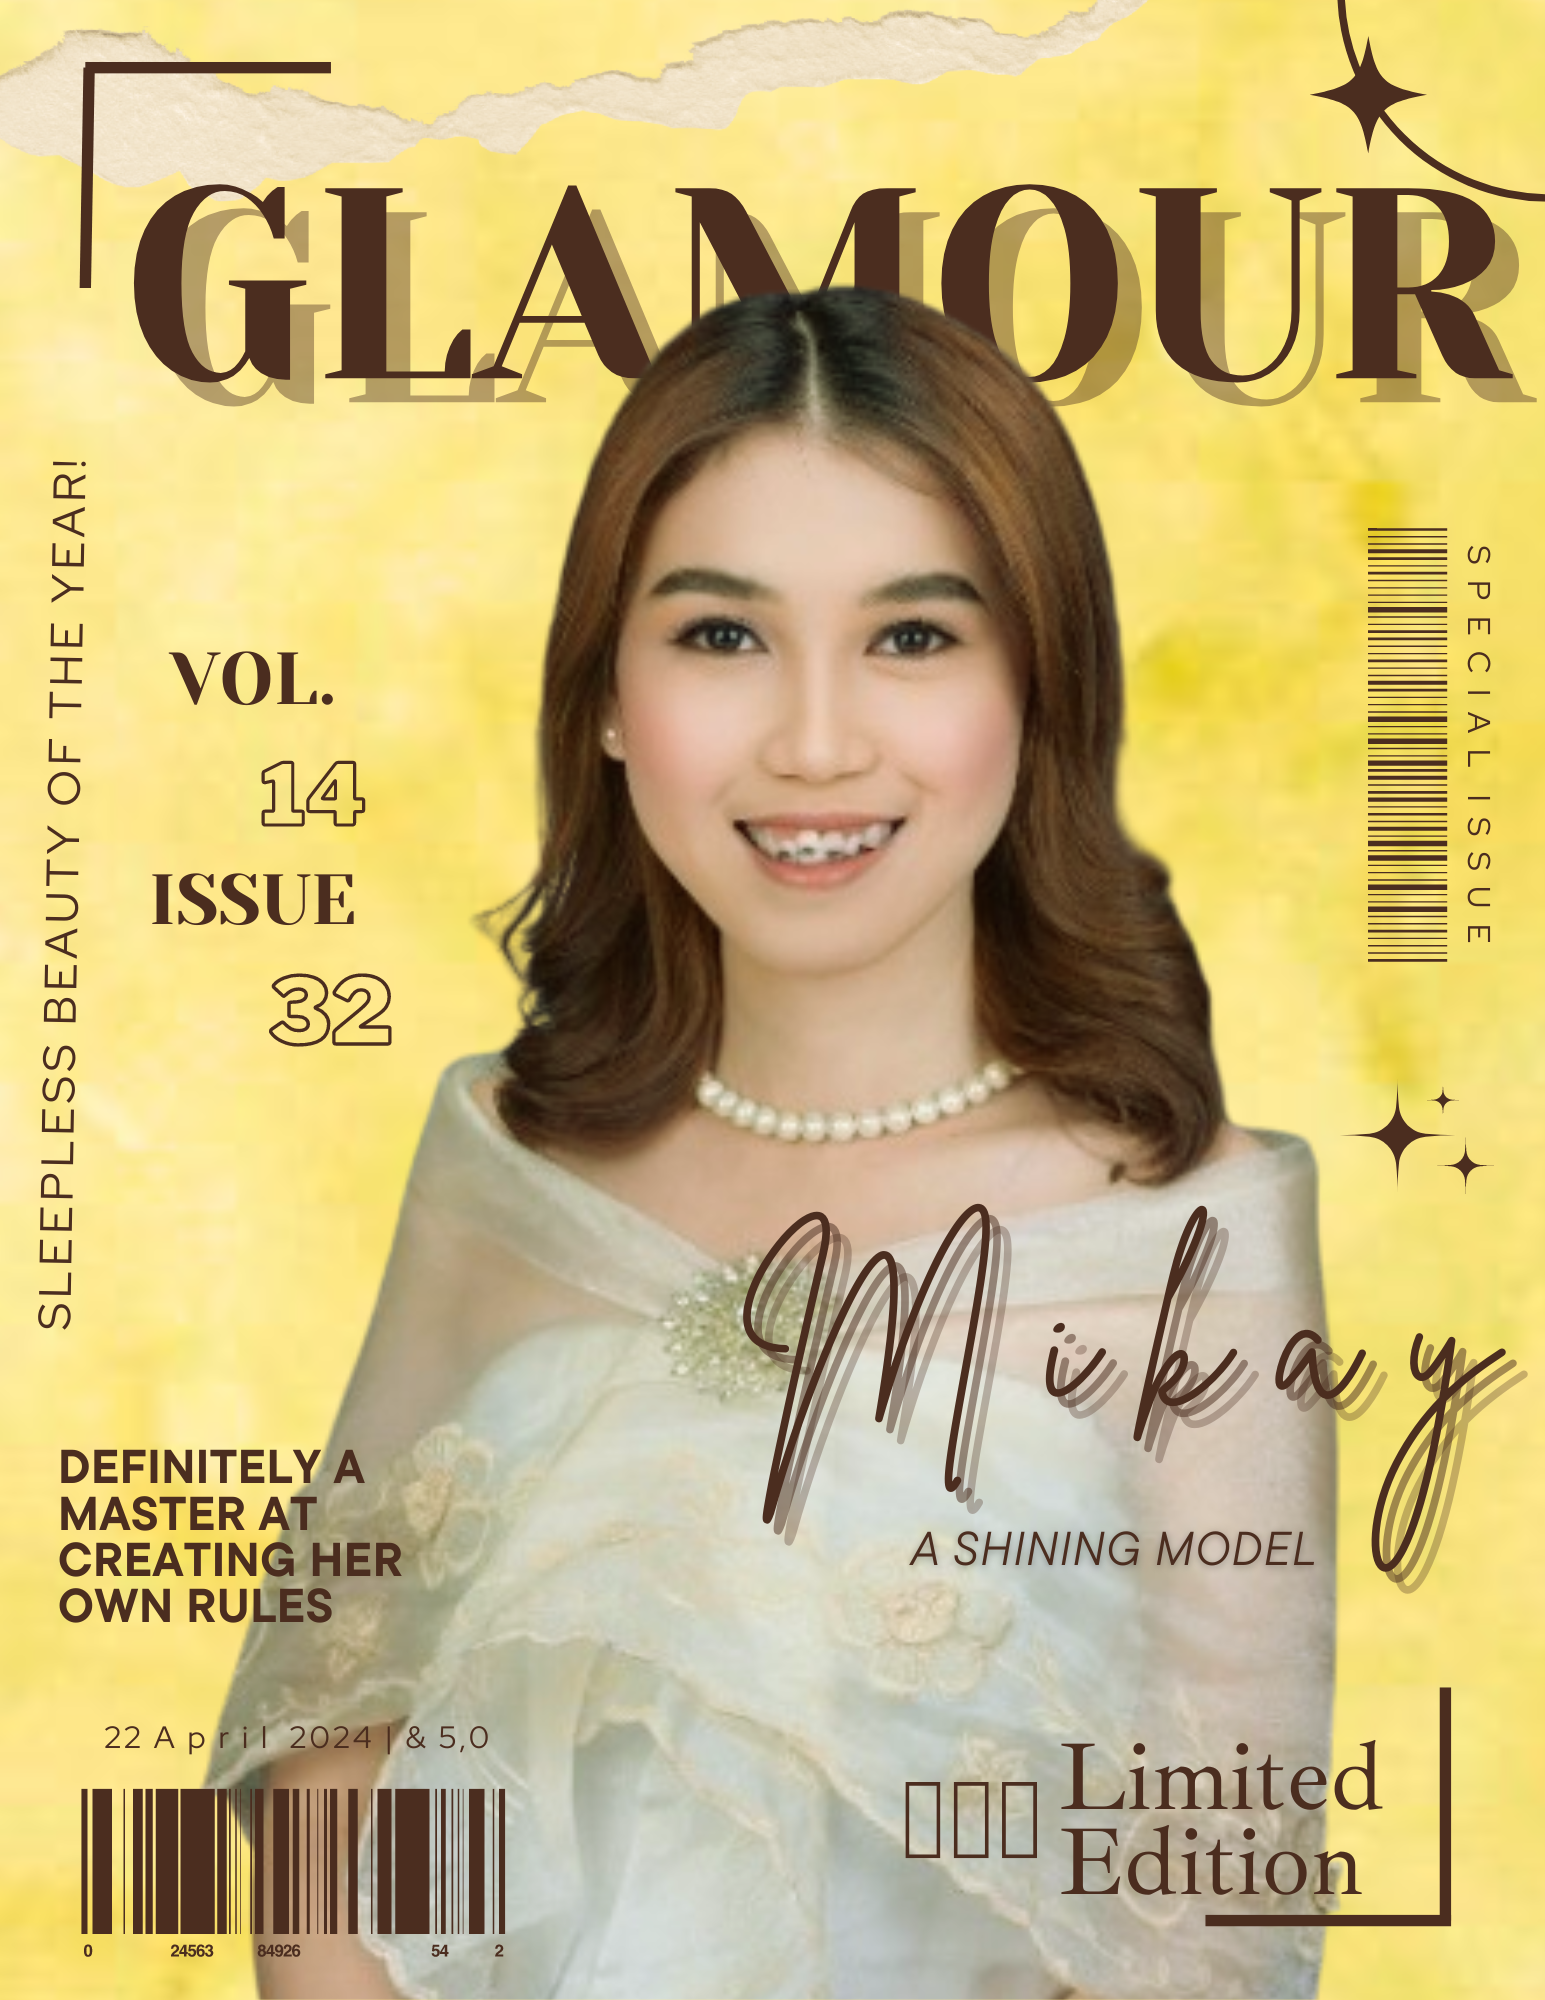 GLAMOUR
SLEEPLESS BEAUTY OF THE YEAR!
VOL.
14
ISSUE
32
SPECIAL ISSUE
Mikay
A SHINING MODEL
DEFINITELY A
MASTER AT
CREATING HER
OWN RULES
22 April 2024 | & 5,0
0 24563 84926 54 2
Limited
Edition